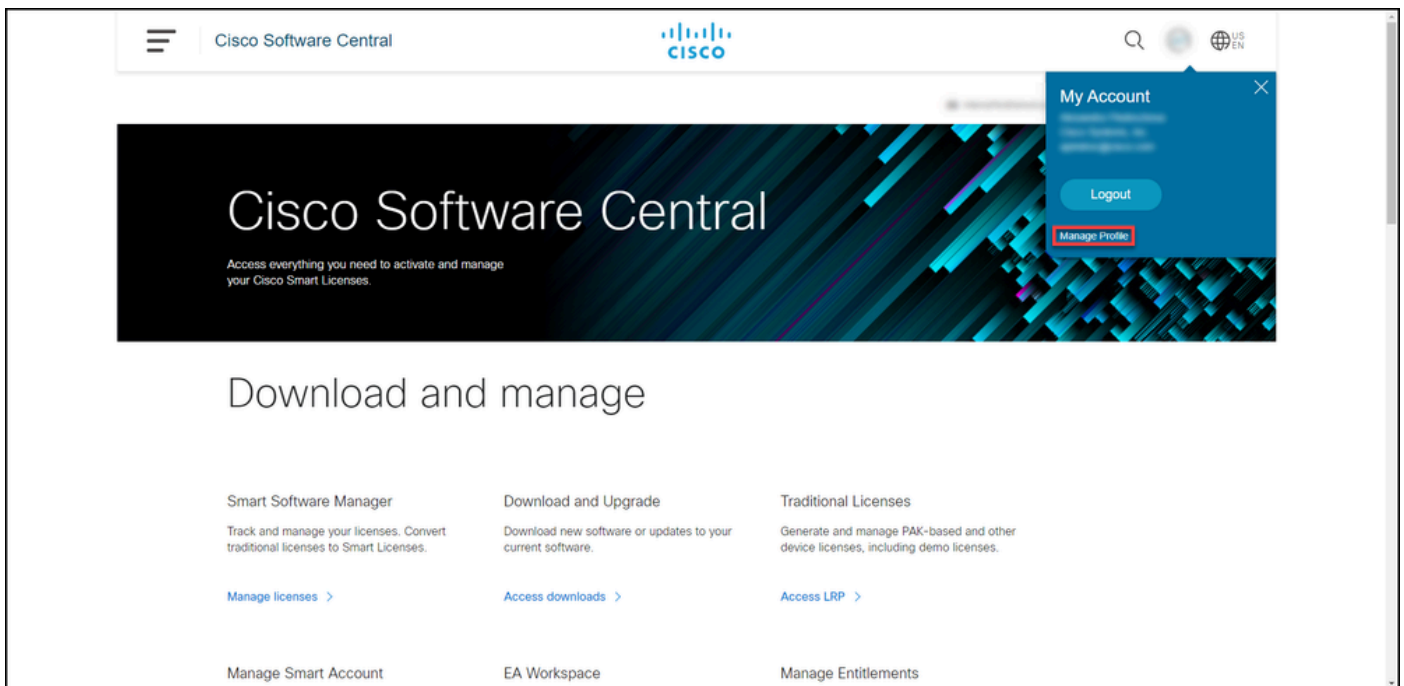 Cisco Software Central
CISCO
US
EN
My Account
Logout
Manage Profile
Cisco Software Central
Access everything you need to activate and manage
your Cisco Smart Licenses.
Download and manage
Smart Software Manager
Track and manage your licenses. Convert
traditional licenses to Smart Licenses.
Manage licenses
Download and Upgrade
Download new software or updates to your
current software.
Access downloads
Traditional Licenses
Generate and manage PAK-based and other
device licenses, including demo licenses.
Access LRP
Manage Smart Account
EA Workspace
Manage Entitlements